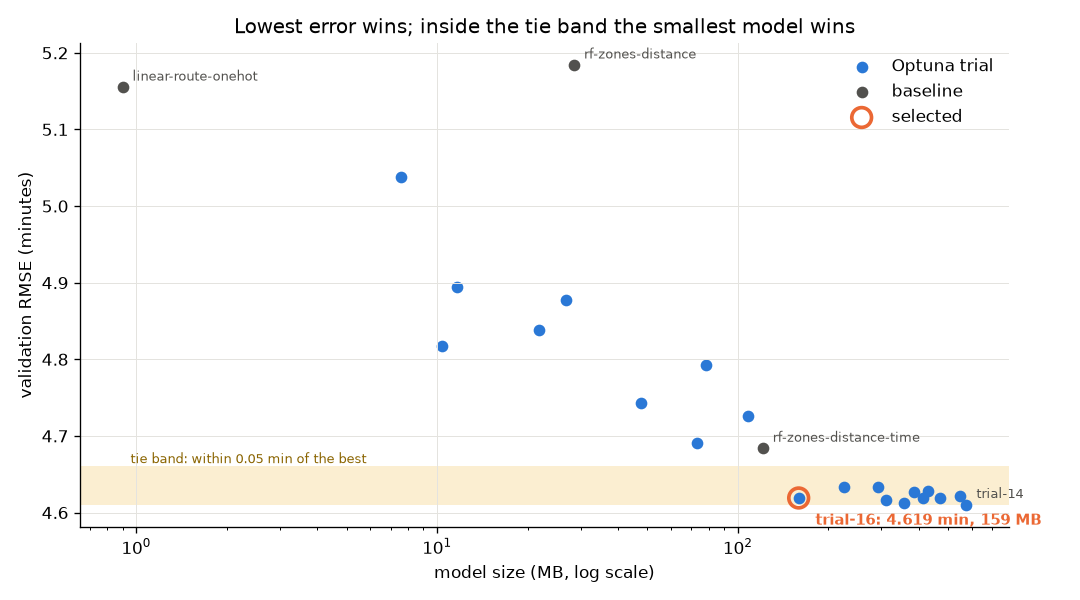 Lowest error wins; inside the tie band the smallest model wins
validation RMSE (minutes)
5.2
5.1
5.0
4.9
4.8
4.7
4.6
linear-route-onehot
rf-zones-distance
Optuna trial
baseline
selected
rf-zones-distance-time
tie band: within 0.05 min of the best
trial-14
trial-16: 4.619 min, 159 MB
10⁰
10¹
10²
model size (MB, log scale)